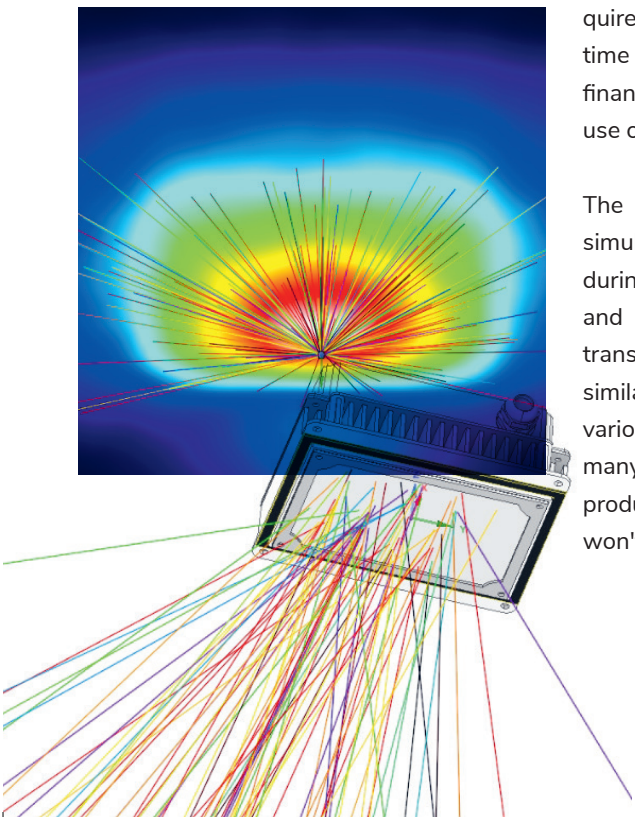 quire
time
finan
use o
The
simu
durin
and
trans
simila
vario
many
produ
won'